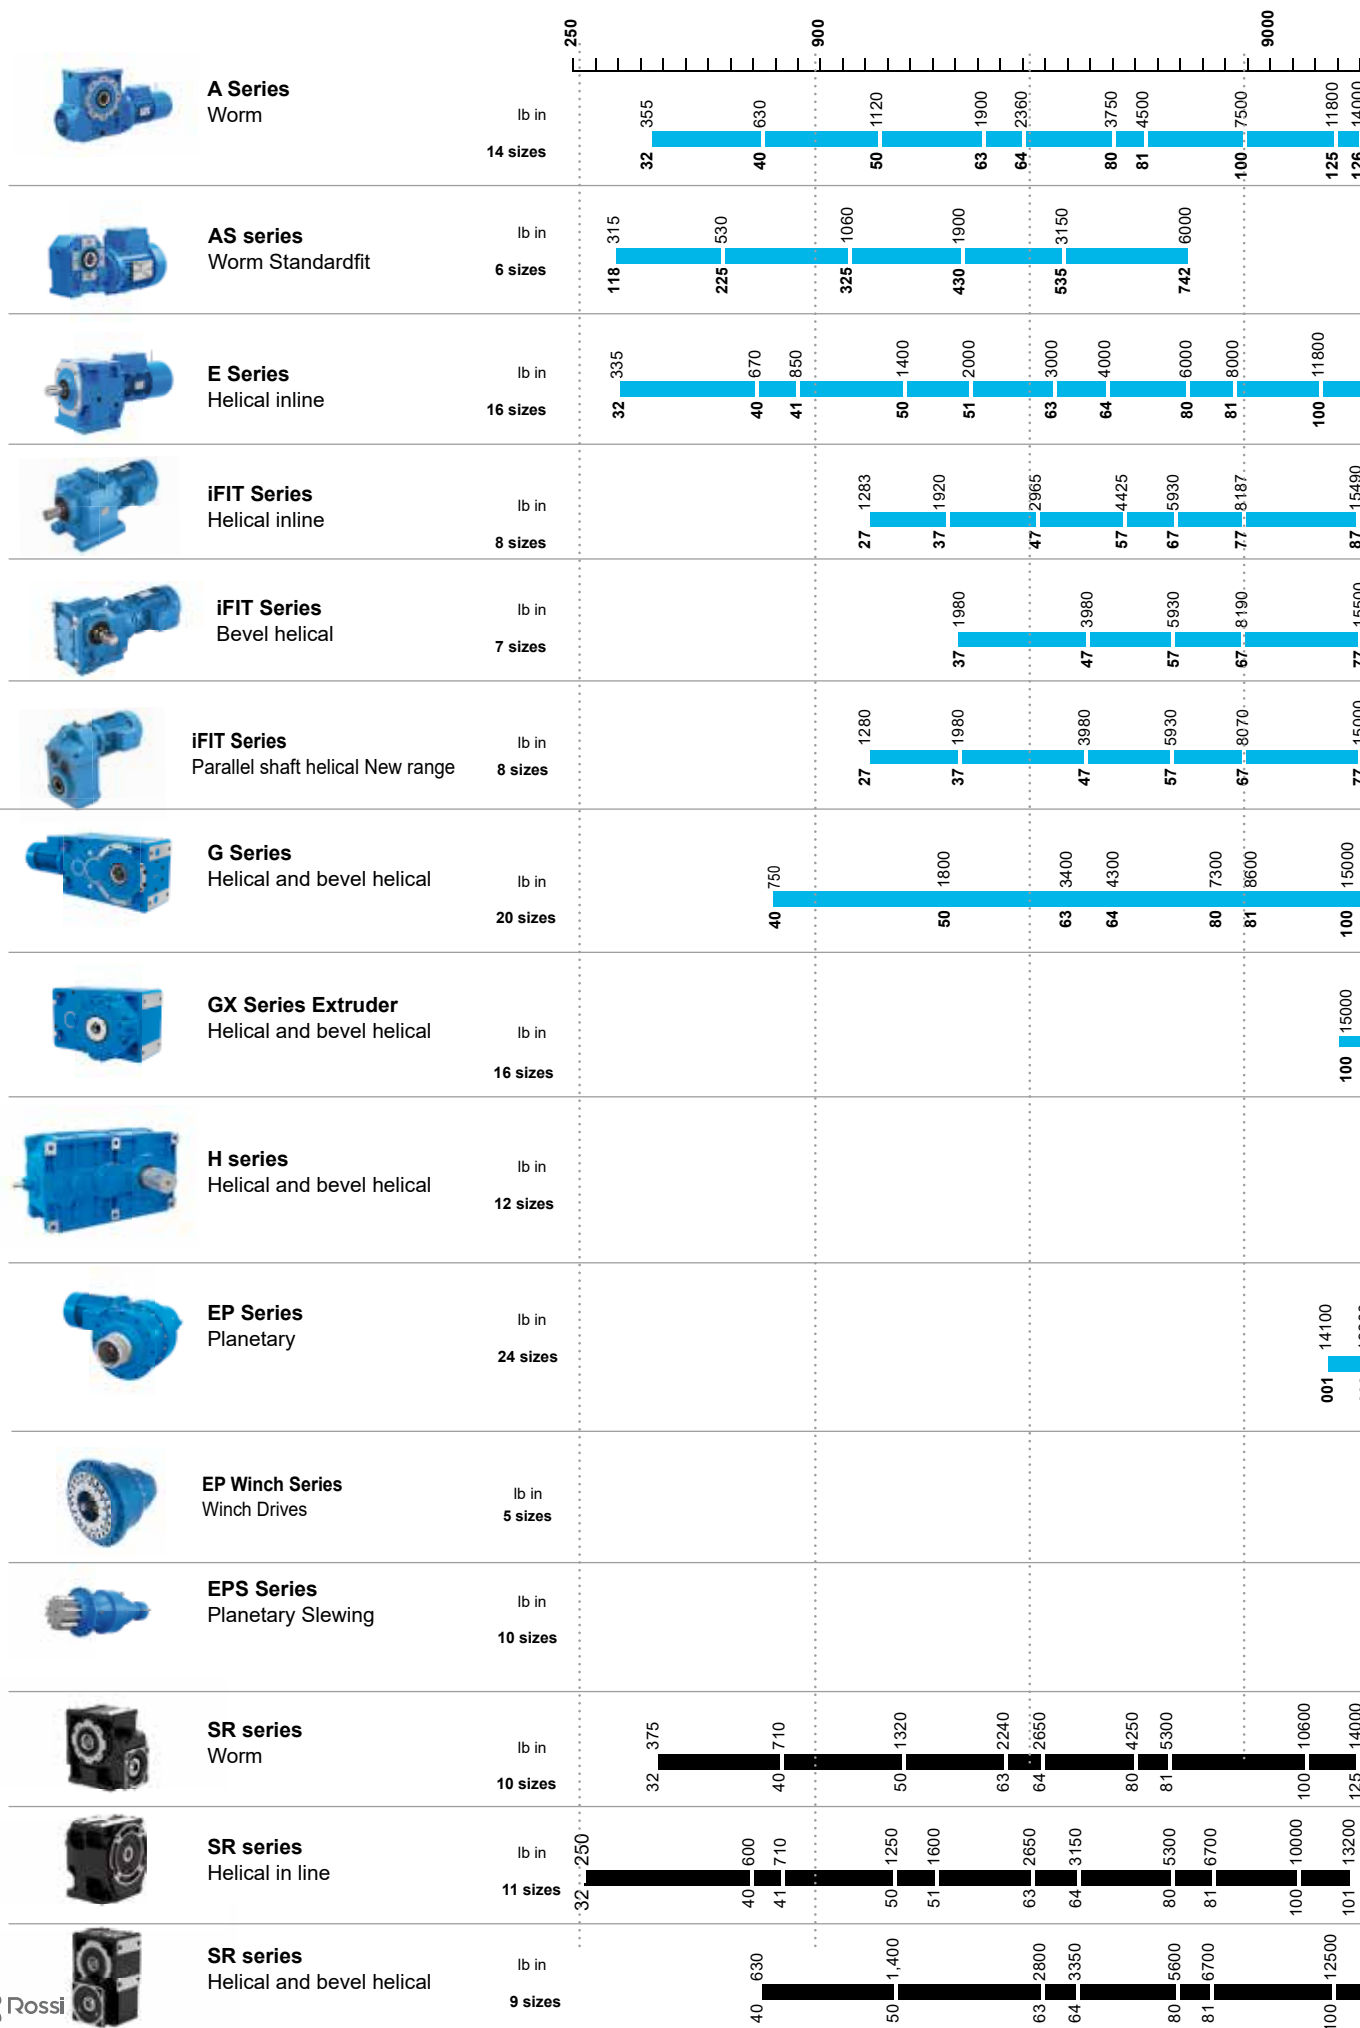 250 900 9000
A Series
Worm
lb in
14 sizes
355 630 1120 1900 2360 3750 4500 7500 11800 14000
32 40 50 63 64 80 81 100 125 126
AS series
Worm Standardfit
lb in
6 sizes
315 530 1060 1900 3150 6000
118 225 325 430 535 742
E Series
Helical inline
lb in
16 sizes
335 670 850 1400 2000 3000 4000 6000 8000 11800
32 40 41 50 51 63 64 80 81 100
iFIT Series
Helical inline
lb in
8 sizes
1283 1920 2965 4425 5930 8187 15490
27 37 47 57 67 77 87
iFIT Series
Bevel helical
lb in
7 sizes
1980 3980 5930 8190 15500
37 47 57 67 77
iFIT Series
Parallel shaft helical New range
lb in
8 sizes
1280 1980 3980 5930 8070 15000
27 37 47 57 67 77
G Series
Helical and bevel helical
lb in
20 sizes
750 1800 3400 4300 7300 8600 15000
40 50 63 64 80 81 100
GX Series Extruder
Helical and bevel helical
lb in
16 sizes
15000
100
H series
Helical and bevel helical
lb in
12 sizes
EP Series
Planetary
lb in
24 sizes
14100
001
EP Winch Series
Winch Drives
lb in
5 sizes
EPS Series
Planetary Slewing
lb in
10 sizes
SR series
Worm
lb in
10 sizes
375 710 1320 2240 2650 4250 5300 10600 14000
32 40 50 63 64 80 81 100 125
SR series
Helical in line
lb in
11 sizes
250 600 710 1250 1600 2650 3150 5300 6700 10000 13200
32 40 41 50 51 63 64 80 81 100 101
SR series
Helical and bevel helical
lb in
9 sizes
630 1,400 2800 3350 5600 6700 12500
40 50 63 64 80 81 100
Rossi